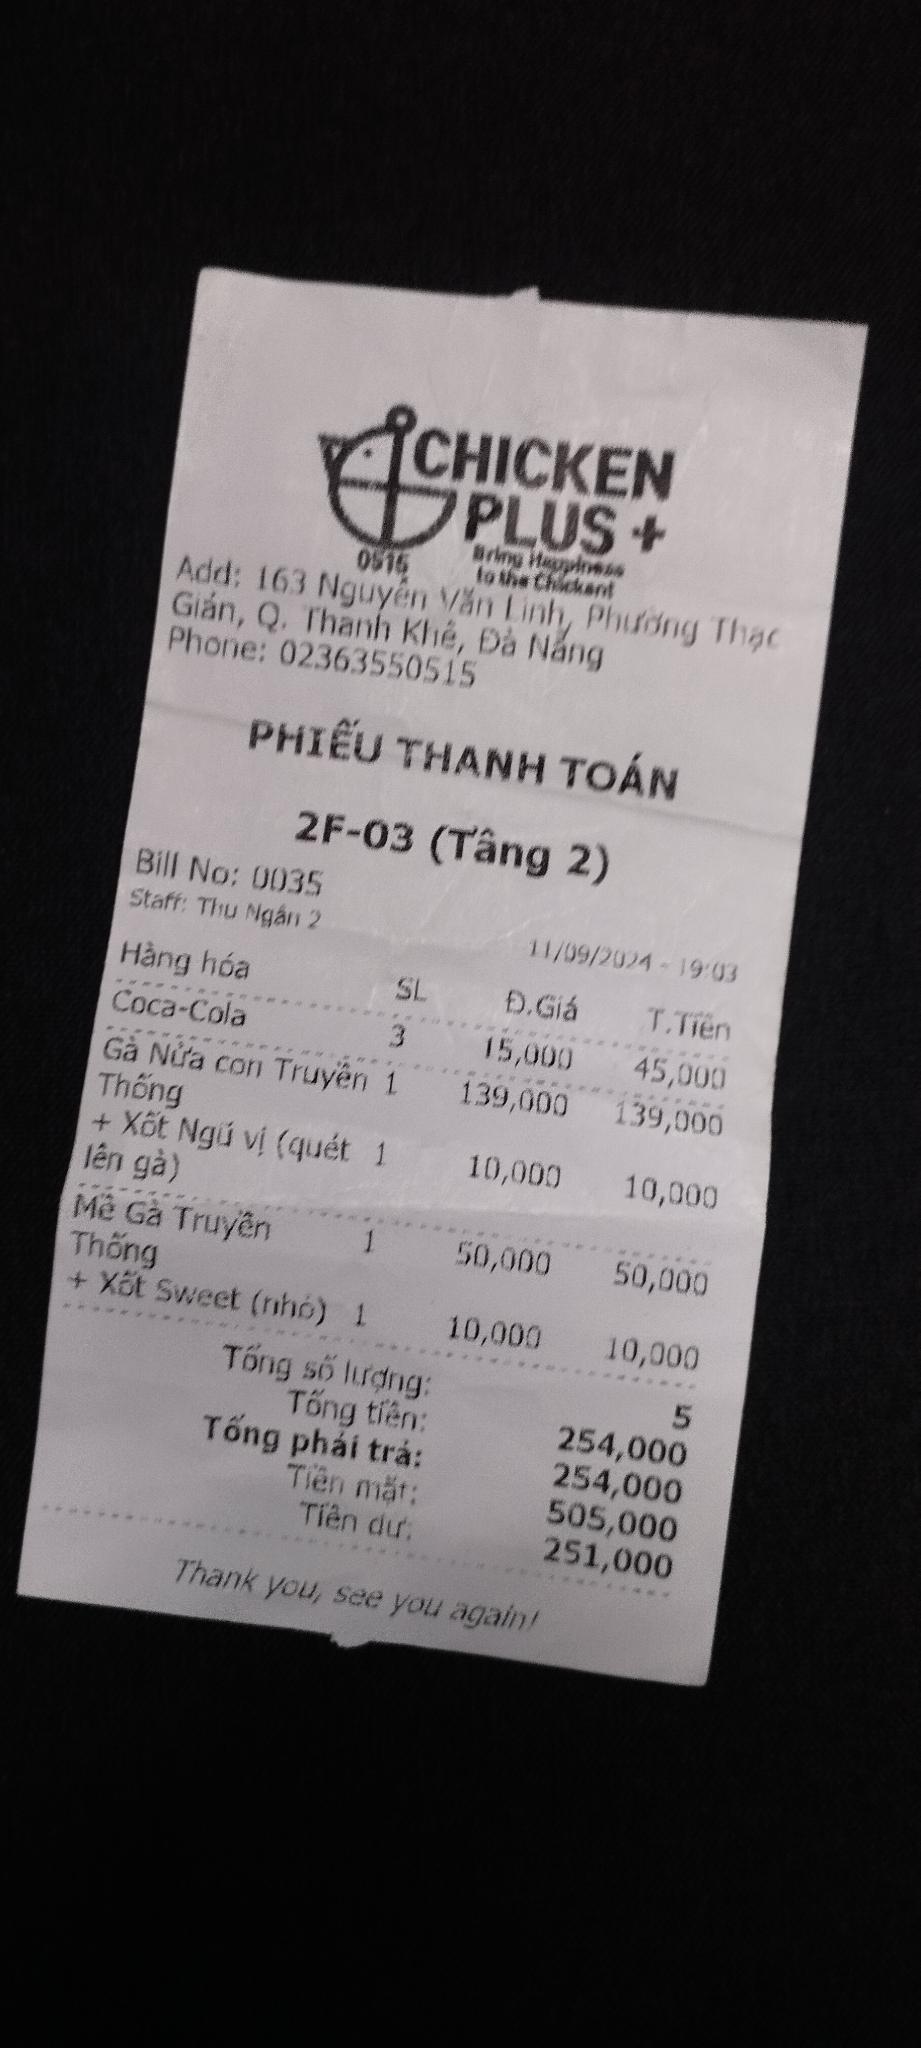 CHICKEN
PLUS +
0515
Bring Happiness
to the Chickent
Add: 163 Nguyễn Văn Linh, Phường Thạc
Gián, Q. Thanh Khê, Đà Nẵng
Phone: 02363550515
PHIẾU THANH TOÁN
2F-03 (Tầng 2)
Bill No: 0035
Staff: Thu Ngân 2
11/09/2024 - 19:03
Hàng hóa SL Đ.Giá T.Tiền
Coca-Cola 3 15,000 45,000
Gà Nửa con Truyền 1 139,000 139,000
Thống
+ Xốt Ngũ vị (quét 1 10,000 10,000
lên gà)
Mề Gà Truyền 1 50,000 50,000
Thống
+ Xốt Sweet (nhỏ) 1 10,000 10,000
Tổng số lượng: 5
Tổng tiền: 254,000
Tổng phải trả: 254,000
Tiền mặt: 505,000
Tiền dư: 251,000
Thank you, see you again!